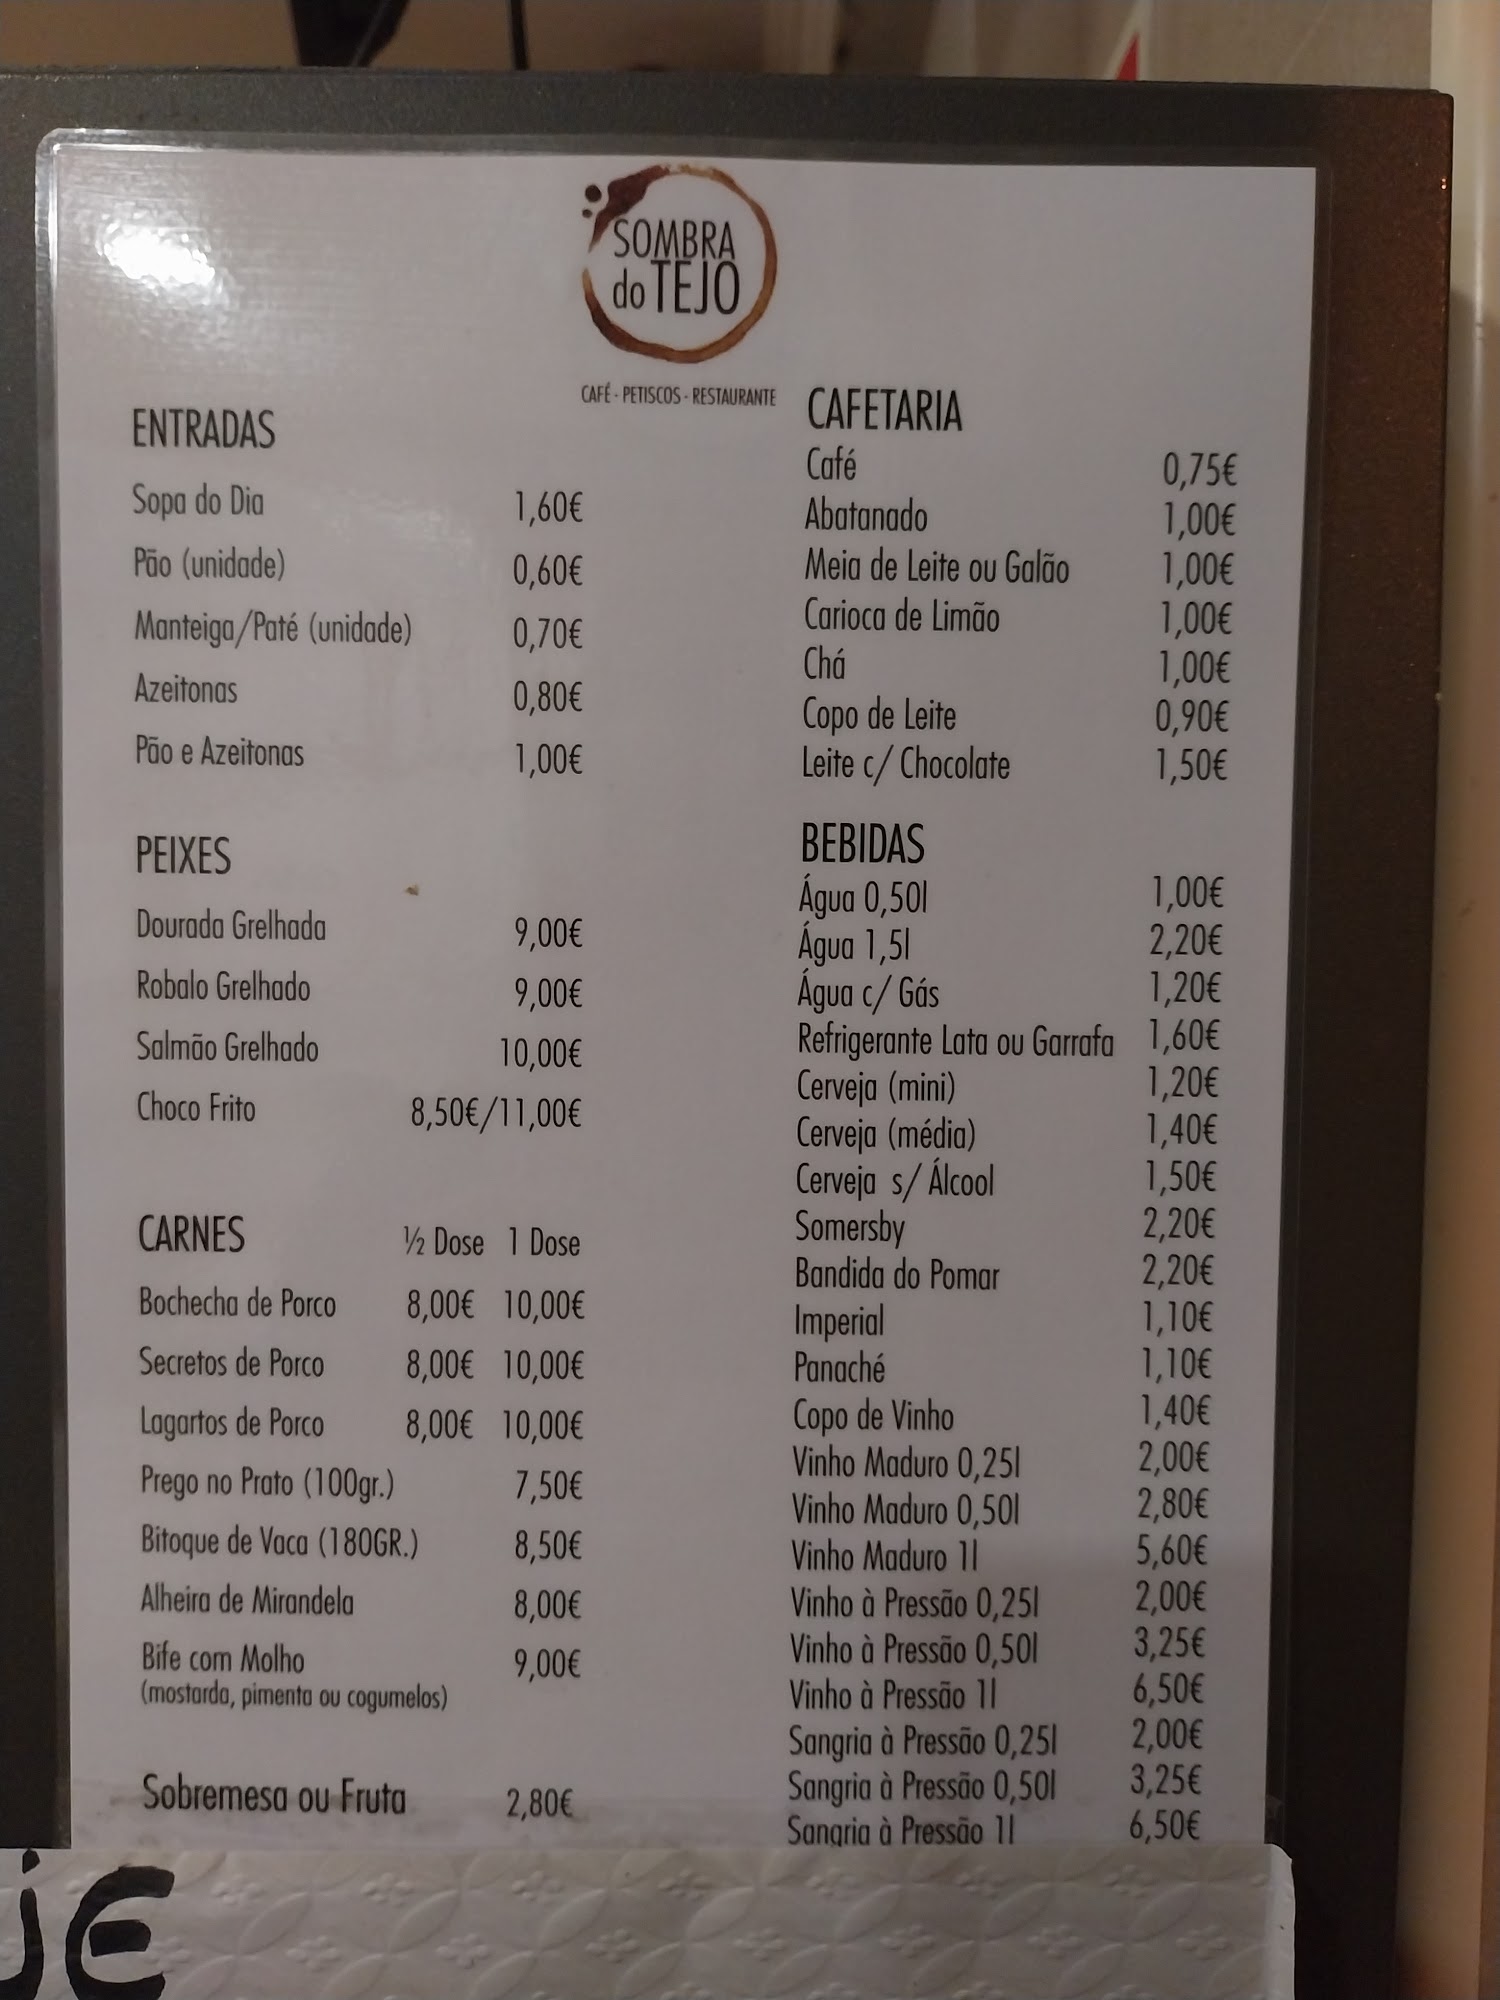 SOMBRA
do TEJO
CAFÉ - PETISCOS - RESTAURANTE
ENTRADAS
Sopa do Dia 1,60€
Pão (unidade) 0,60€
Manteiga/Paté (unidade) 0,70€
Azeitonas 0,80€
Pão e Azeitonas 1,00€
PEIXES
Dourada Grelhada 9,00€
Robalo Grelhado 9,00€
Salmão Grelhado 10,00€
Choco Frito 8,50€/11,00€
CARNES ½ Dose 1 Dose
Bochecha de Porco 8,00€ 10,00€
Secretos de Porco 8,00€ 10,00€
Lagartos de Porco 8,00€ 10,00€
Prego no Prato (100gr.) 7,50€
Bitoque de Vaca (180GR.) 8,50€
Alheira de Mirandela 8,00€
Bife com Molho 9,00€
(mostarda, pimenta ou cogumelos)
Sobremesa ou Fruta 2,80€
CAFETARIA
Café 0,75€
Abatanado 1,00€
Meia de Leite ou Galão 1,00€
Carioca de Limão 1,00€
Chá 1,00€
Copo de Leite 0,90€
Leite c/ Chocolate 1,50€
BEBIDAS
Água 0,50l 1,00€
Água 1,5l 2,20€
Água c/ Gás 1,20€
Refrigerante Lata ou Garrafa 1,60€
Cerveja (mini) 1,20€
Cerveja (média) 1,40€
Cerveja s/ Álcool 1,50€
Somersby 2,20€
Bandida do Pomar 2,20€
Imperial 1,10€
Panaché 1,10€
Copo de Vinho 1,40€
Vinho Maduro 0,25l 2,00€
Vinho Maduro 0,50l 2,80€
Vinho Maduro 1l 5,60€
Vinho à Pressão 0,25l 2,00€
Vinho à Pressão 0,50l 3,25€
Vinho à Pressão 1l 6,50€
Sangria à Pressão 0,25l 2,00€
Sangria à Pressão 0,50l 3,25€
Sangria à Pressão 1l 6,50€